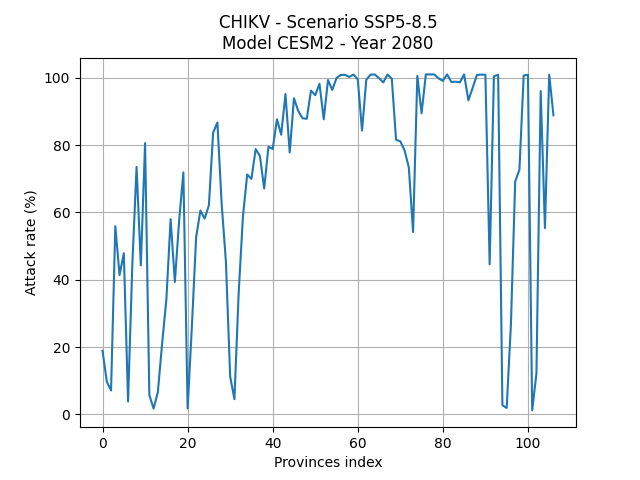 CHIKV - Scenario SSP5-8.5
Model CESM2 - Year 2080
Attack rate (%)
100
80
60
40
20
0
0 20 40 60 80 100
Provinces index